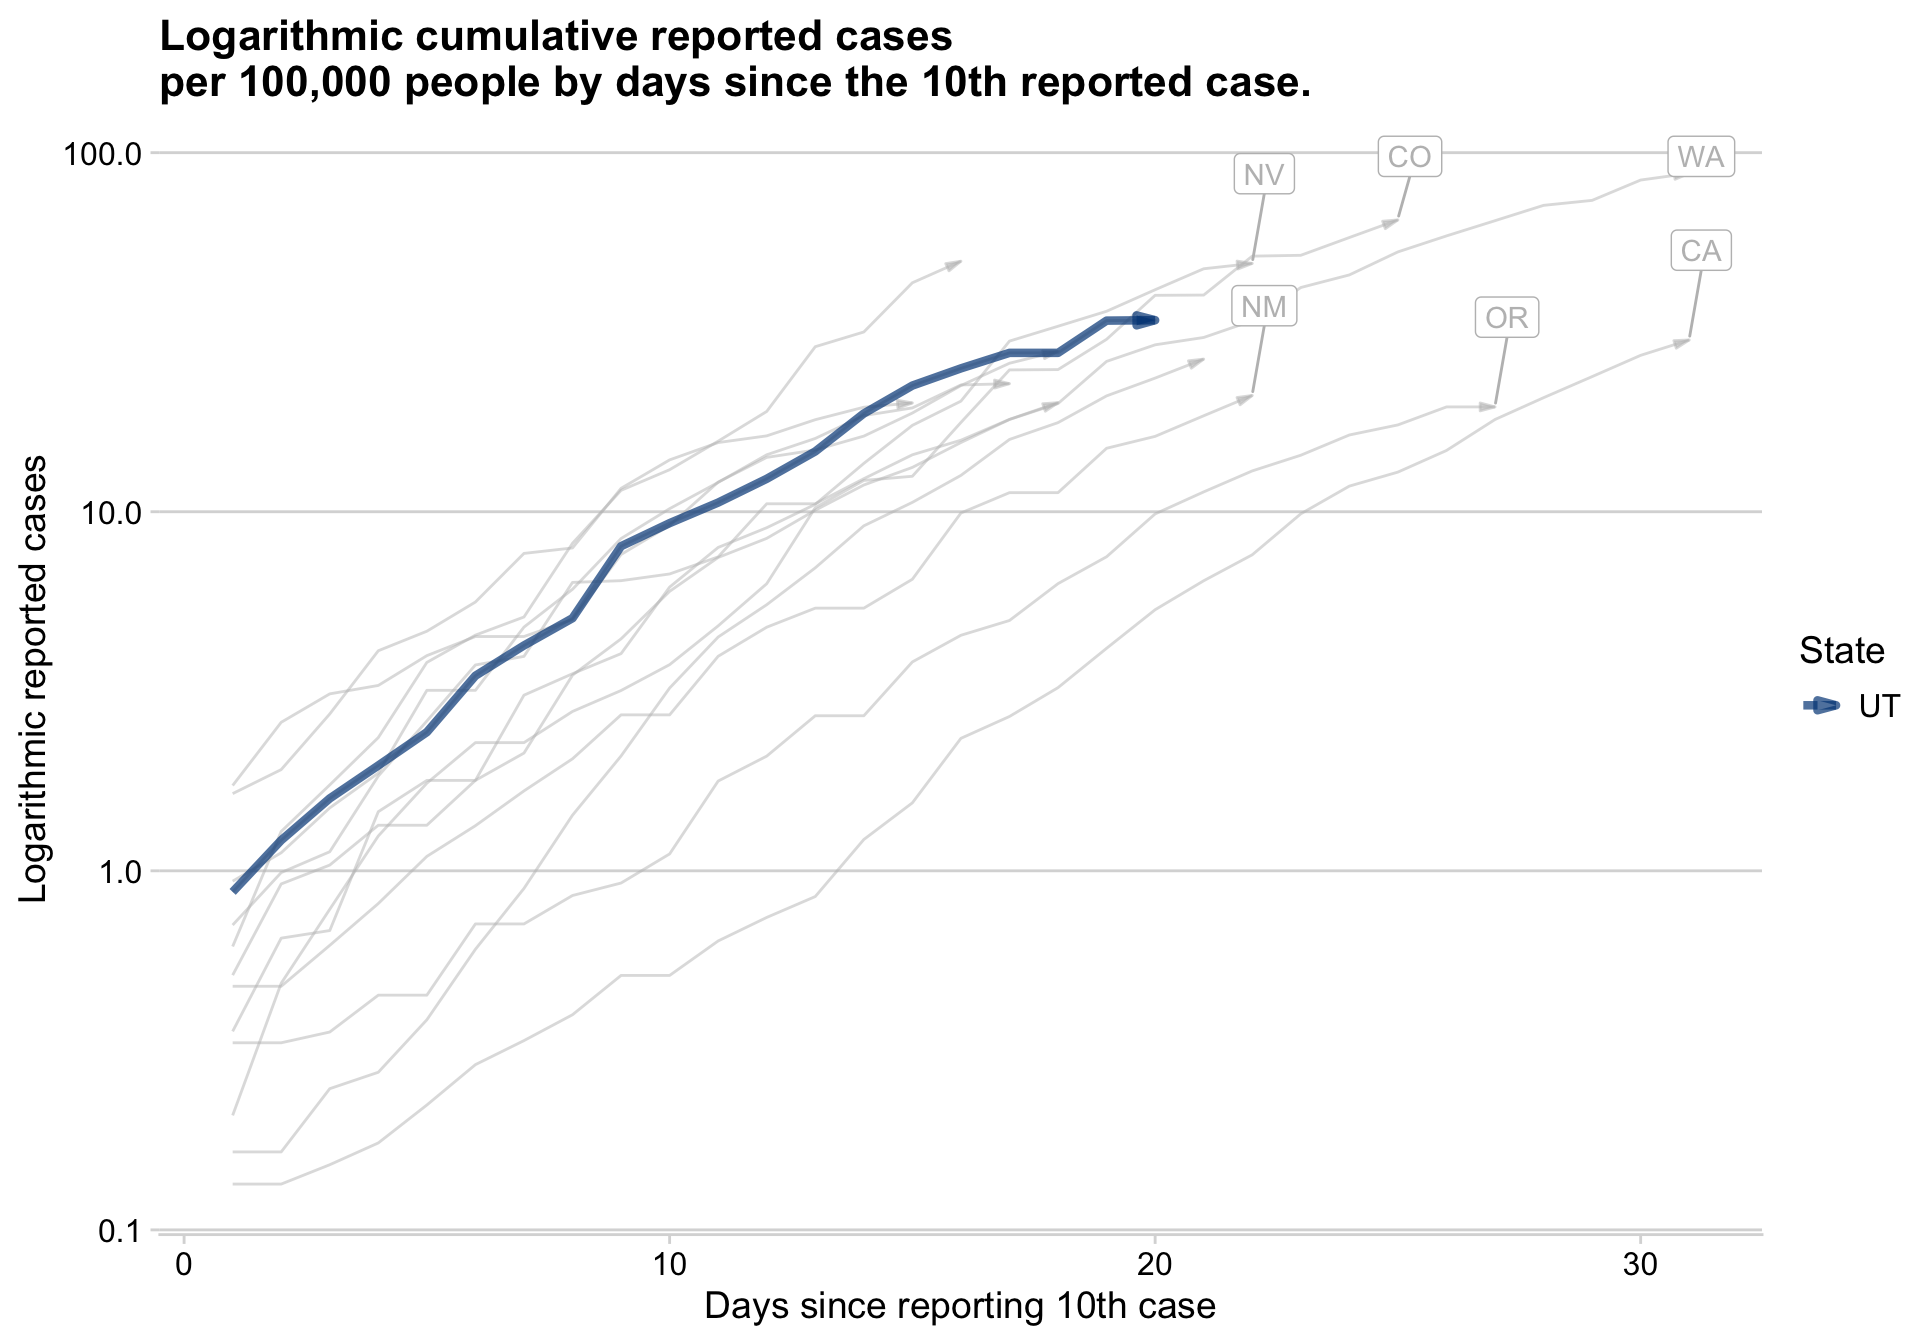 Logarithmic cumulative reported cases
per 100,000 people by days since the 10th reported case.
100.0
10.0
1.0
0.1
Logarithmic reported cases
NV
CO
WA
CA
NM
OR
State
UT
0
10
20
30
Days since reporting 10th case